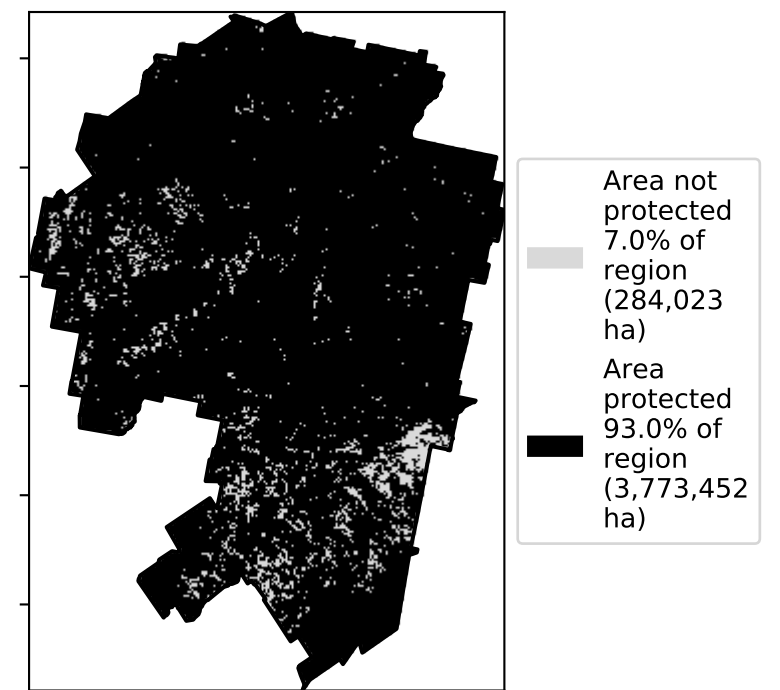 Area not
protected
7.0% of
region
(284,023
ha)
Area
protected
93.0% of
region
(3,773,452
ha)